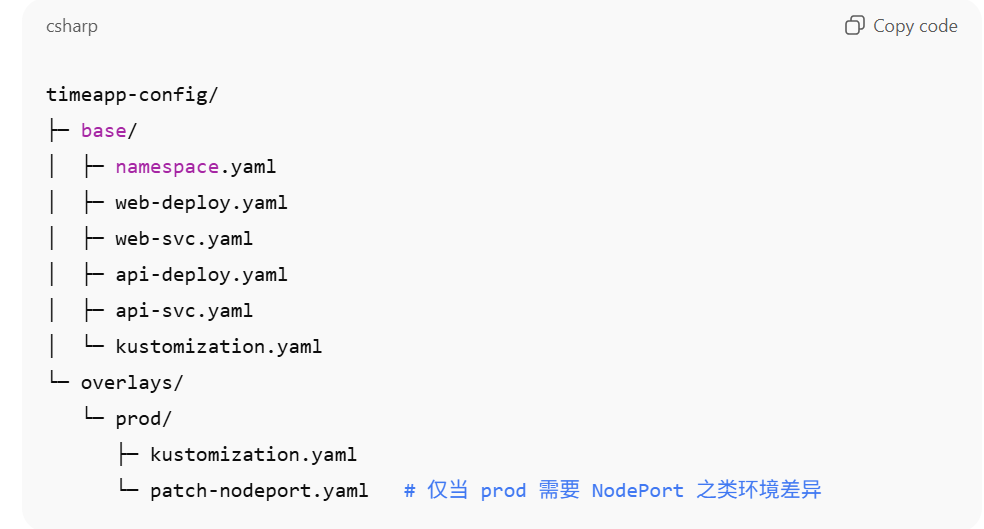 csharp
Copy code
timeapp-config/
├─ base/
│  ├─ namespace.yaml
│  ├─ web-deploy.yaml
│  ├─ web-svc.yaml
│  ├─ api-deploy.yaml
│  ├─ api-svc.yaml
│  └─ kustomization.yaml
└─ overlays/
   └─ prod/
      ├─ kustomization.yaml
      └─ patch-nodeport.yaml   # 仅当 prod 需要 NodePort 之类环境差异